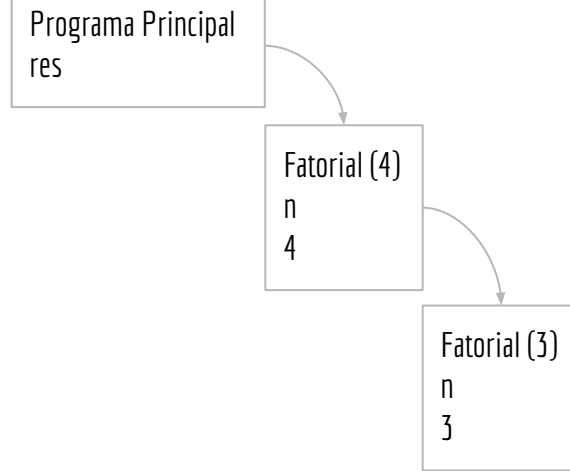 Programa Principal
res
Fatorial (4)
n
4
Fatorial (3)
n
3